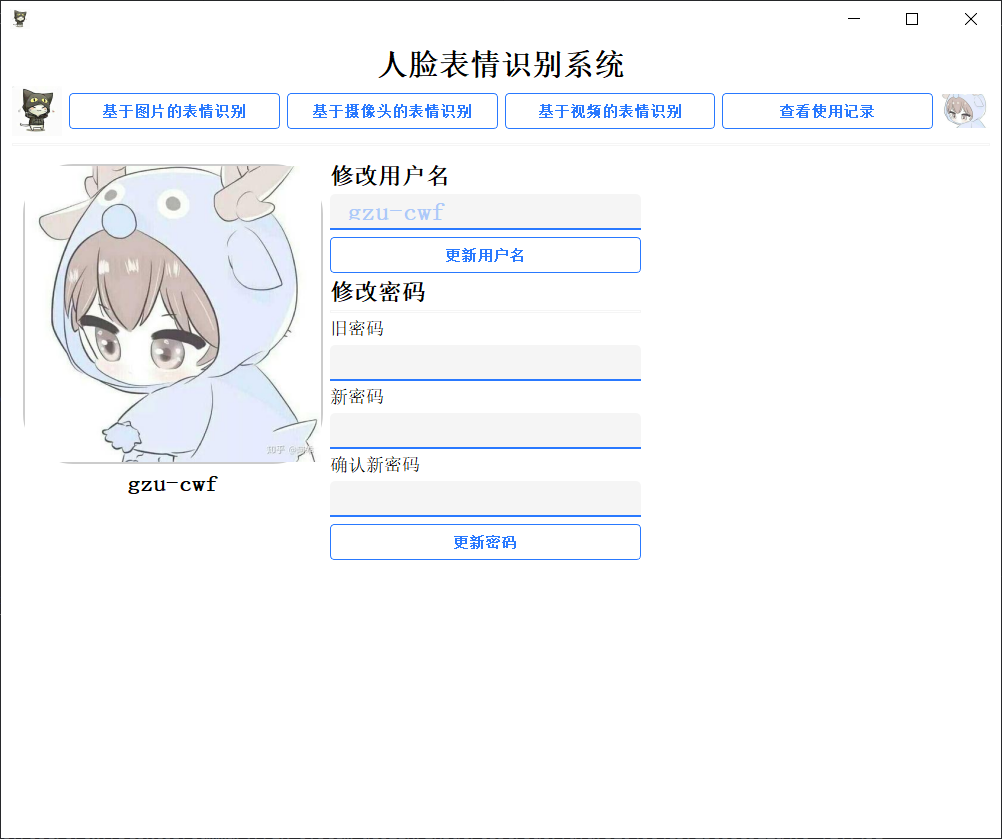 人脸表情识别系统
基于图片的表情识别
基于摄像头的表情识别
基于视频的表情识别
查看使用记录
修改用户名
gzu-cwf
更新用户名
修改密码
旧密码
新密码
确认新密码
更新密码
知乎
gzu-cwf